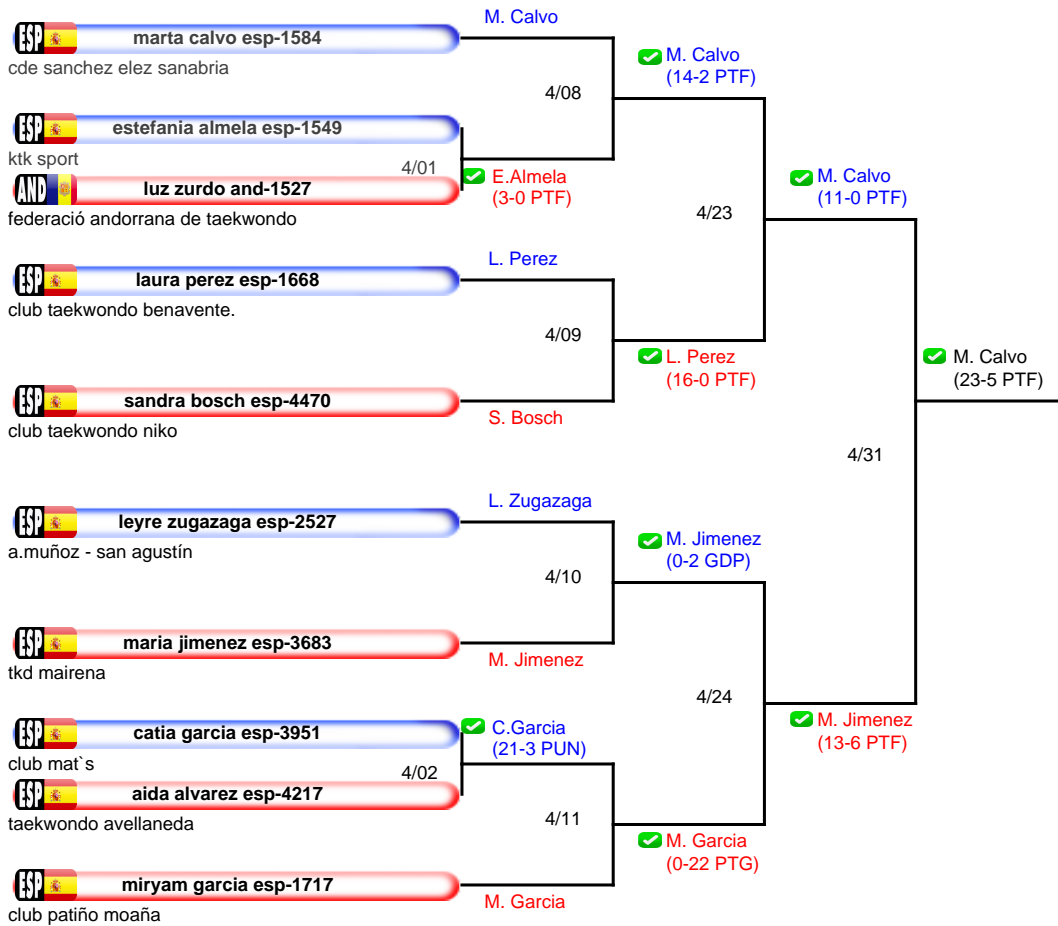 M. Calvo
ESP marta calvo esp-1584
cde sanchez elez sanabria
M. Calvo
(14-2 PTF)
4/08
ESP estefania almela esp-1549
ktk sport
4/01
E.Almela
(3-0 PTF)
AND luz zurdo and-1527
federació andorrana de taekwondo
M. Calvo
(11-0 PTF)
4/23
L. Perez
ESP laura perez esp-1668
club taekwondo benavente.
4/09
L. Perez
(16-0 PTF)
M. Calvo
(23-5 PTF)
ESP sandra bosch esp-4470
S. Bosch
club taekwondo niko
4/31
L. Zugazaga
ESP leyre zugazaga esp-2527
a.muñoz - san agustín
M. Jimenez
(0-2 GDP)
4/10
ESP maria jimenez esp-3683
M. Jimenez
tkd mairena
4/24
M. Jimenez
(13-6 PTF)
ESP catia garcia esp-3951
C.Garcia
(21-3 PUN)
club mat`s
4/02
ESP aida alvarez esp-4217
taekwondo avellaneda
4/11
M. Garcia
(0-22 PTG)
ESP miryam garcia esp-1717
M. Garcia
club patiño moaña